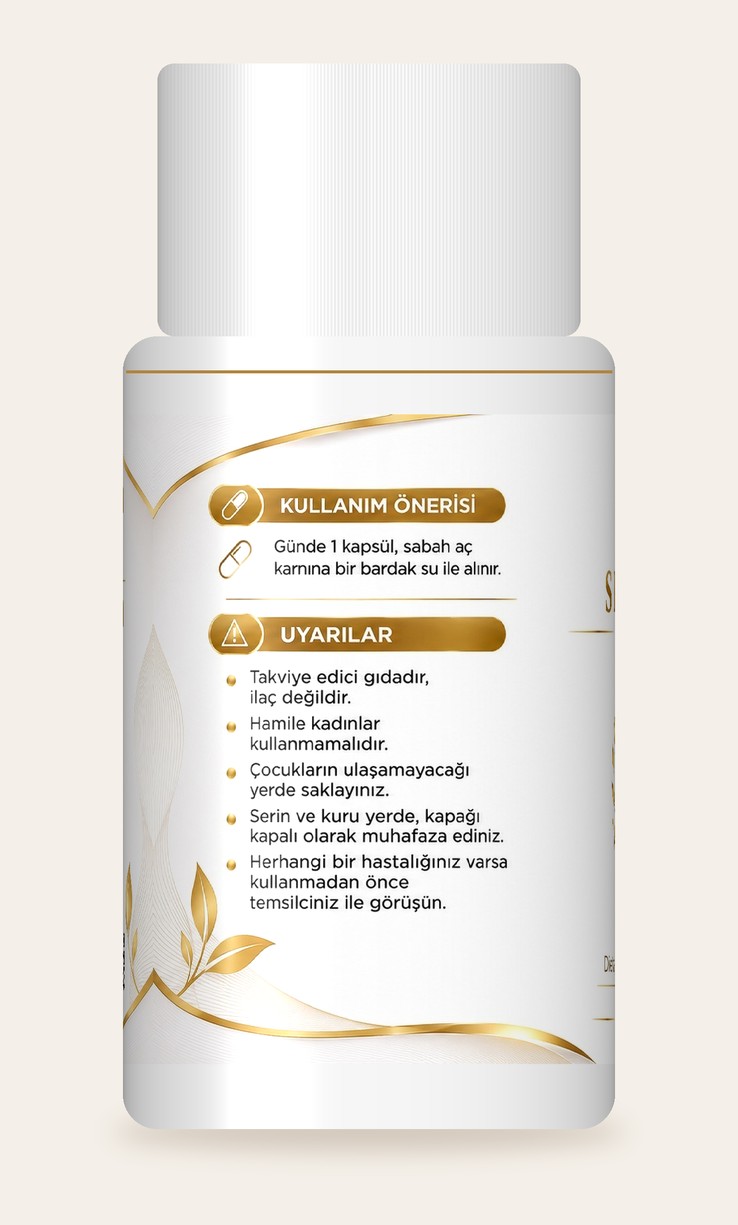 KULLANIM ÖNERİSİ
Günde 1 kapsül, sabah aç
karnına bir bardak su ile alınır.
UYARILAR
Takviye edici gıdadır,
ilaç değildir.
Hamile kadınlar
kullanmamalıdır.
Çocukların ulaşamayacağı
yerde saklayınız.
Serin ve kuru yerde, kapağı
kapalı olarak muhafaza ediniz.
Herhangi bir hastalığınız varsa
kullanmadan önce
temsilciniz ile görüşün.